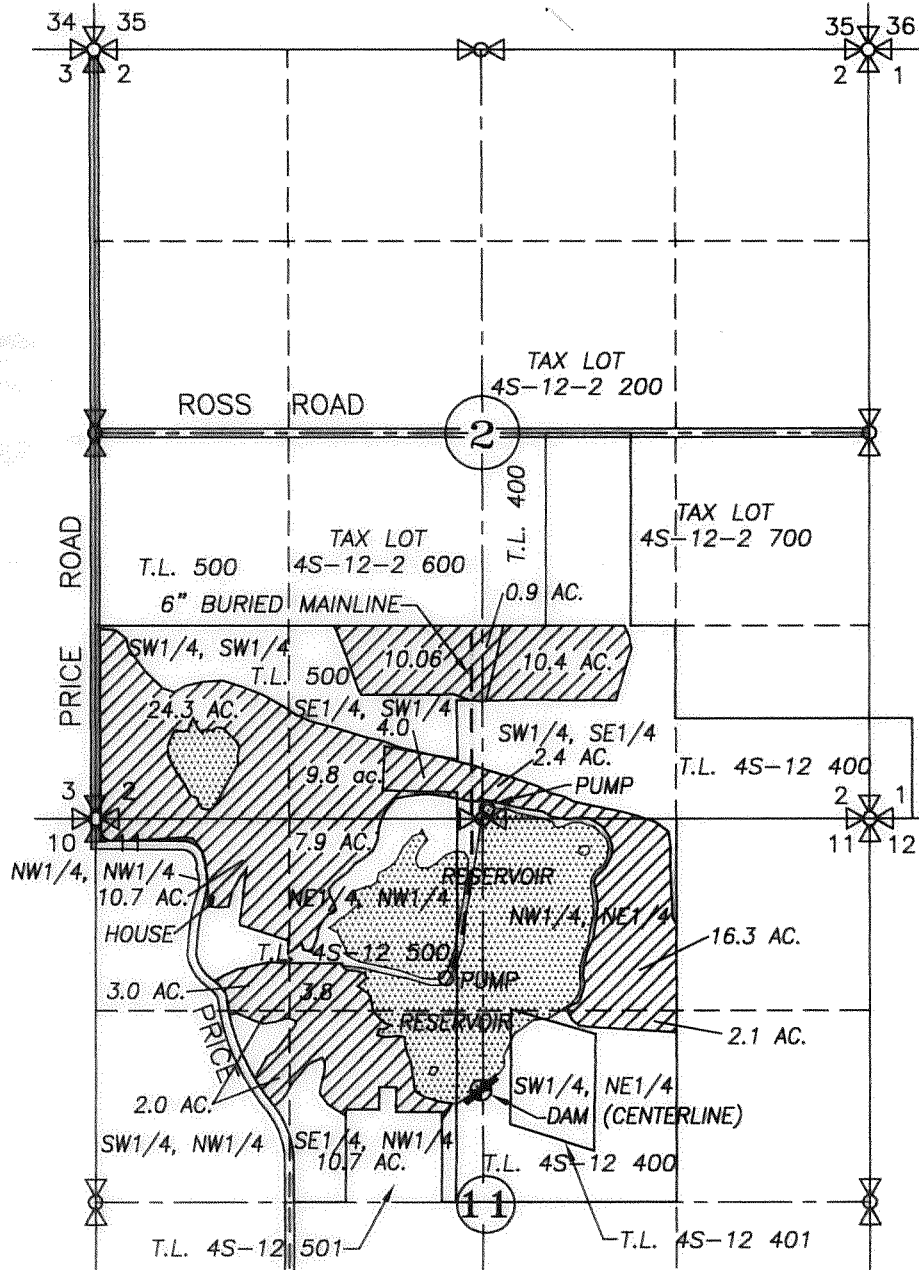 34 35
35 36
3 2
2 1
TAX LOT
4S-12-2 200
ROSS ROAD
2
T.L. 400
PRICE ROAD
TAX LOT
4S-12-2 600
TAX LOT
4S-12-2 700
T.L. 500
6" BURIED MAINLINE
0.9 AC.
SW1/4, SW1/4
T.L. 500
10.06
10.4 AC.
24.3 AC.
SE1/4, SW1/4
4.0
SW1/4, SE1/4
2.4 AC.
9.8 ac.
PUMP
T.L. 4S-12 400
3 2
2 1
10 11
11 12
7.9 AC.
NW1/4, NW1/4
10.7 AC.
RESERVOIR
NE1/4, NW1/4
NW1/4, NE1/4
HOUSE
16.3 AC.
T.L. 4S-12 500
3.0 AC.
3.8
PUMP
RESERVOIR
2.1 AC.
PRICE
2.0 AC.
SW1/4, NE1/4
DAM (CENTERLINE)
SW1/4, NW1/4
SE1/4, NW1/4
10.7 AC.
T.L. 4S-12 400
11
T.L. 4S-12 501
T.L. 4S-12 401